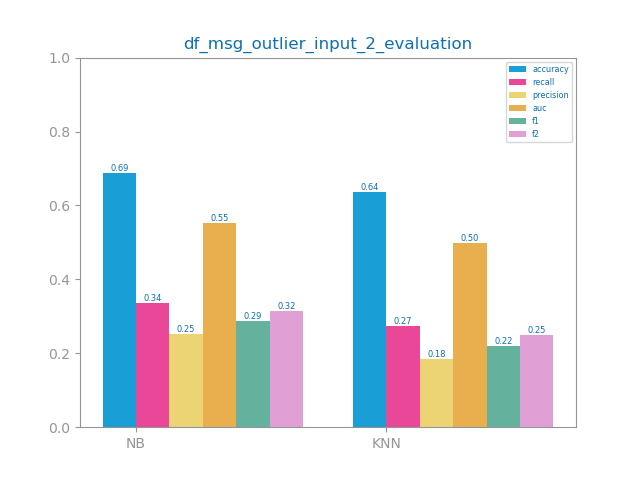 df_msg_outlier_input_2_evaluation
1.0
0.8
0.6
0.4
0.2
0.0
accuracy
recall
precision
auc
f1
f2
0.69
0.34
0.25
0.55
0.29
0.32
0.64
0.27
0.18
0.50
0.22
0.25
NB
KNN